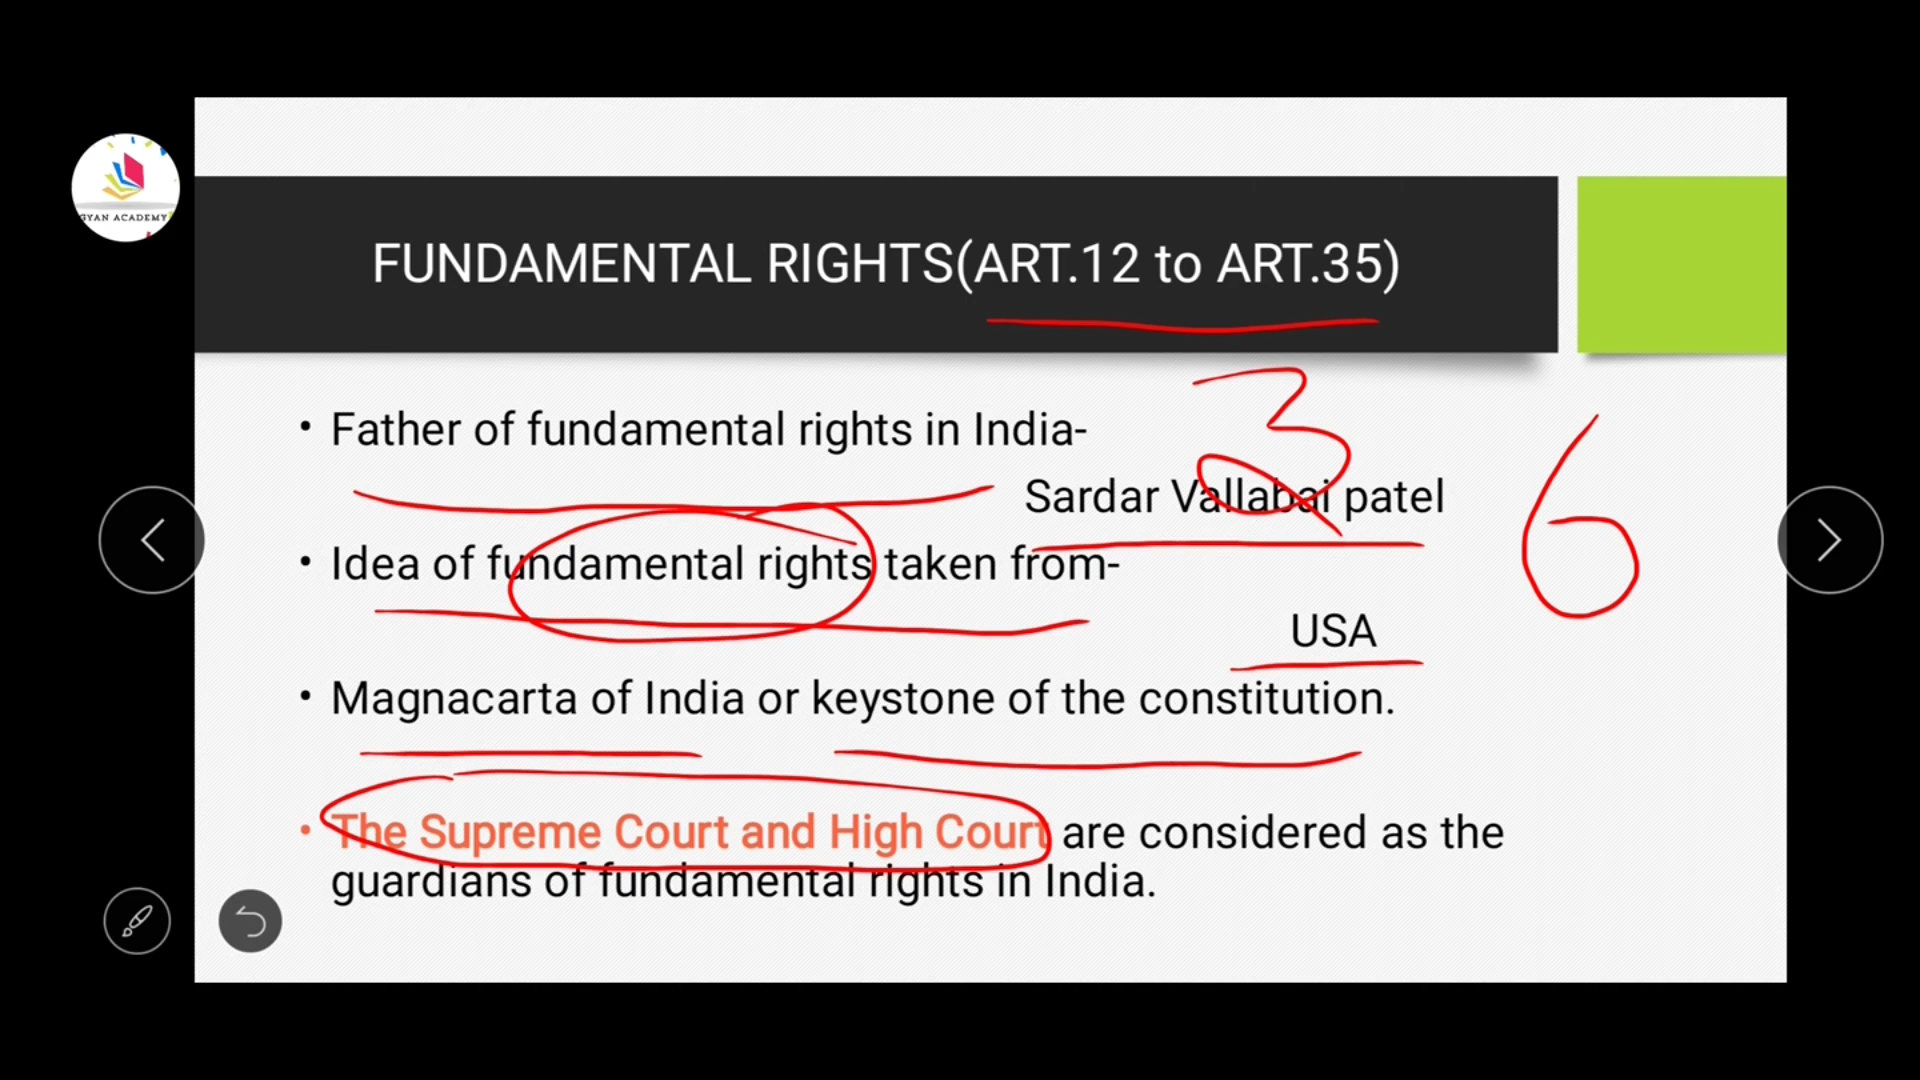 GYAN ACADEMY
FUNDAMENTAL RIGHTS(ART.12 to ART.35)
3
6
• Father of fundamental rights in India-
Sardar Vallabai patel
• Idea of fundamental rights taken from-
USA
• Magnacarta of India or keystone of the constitution.
• The Supreme Court and High Court are considered as the
guardians of fundamental rights in India.